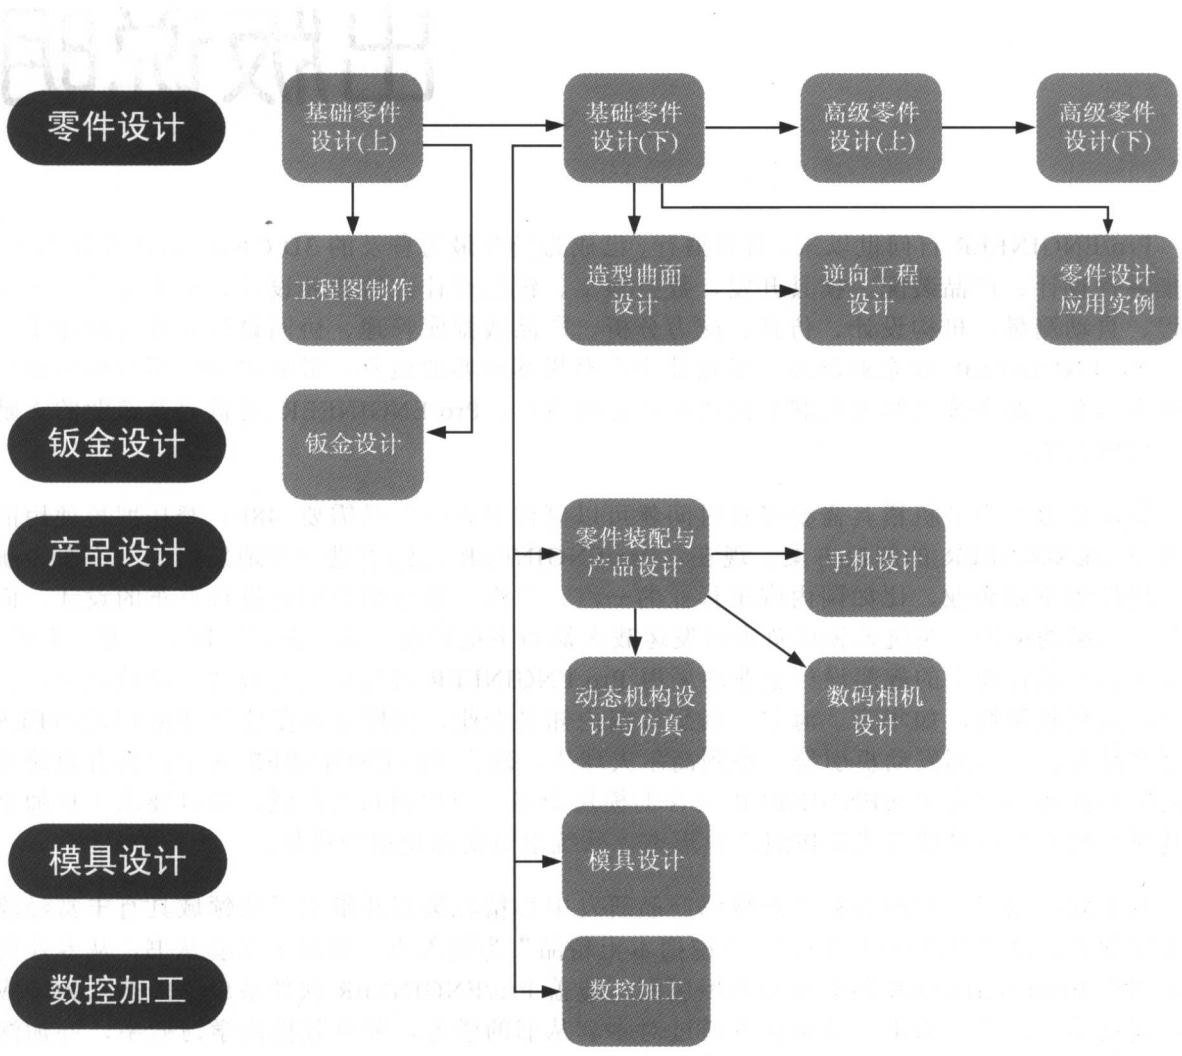 零件设计
基础零件
设计(上)
基础零件
设计(下)
高级零件
设计(上)
高级零件
设计(下)
工程图制作
造型曲面
设计
逆向工程
设计
零件设计
应用实例
钣金设计
钣金设计
产品设计
零件装配与
产品设计
手机设计
动态机构设
计与仿真
数码相机
设计
模具设计
模具设计
数控加工
数控加工